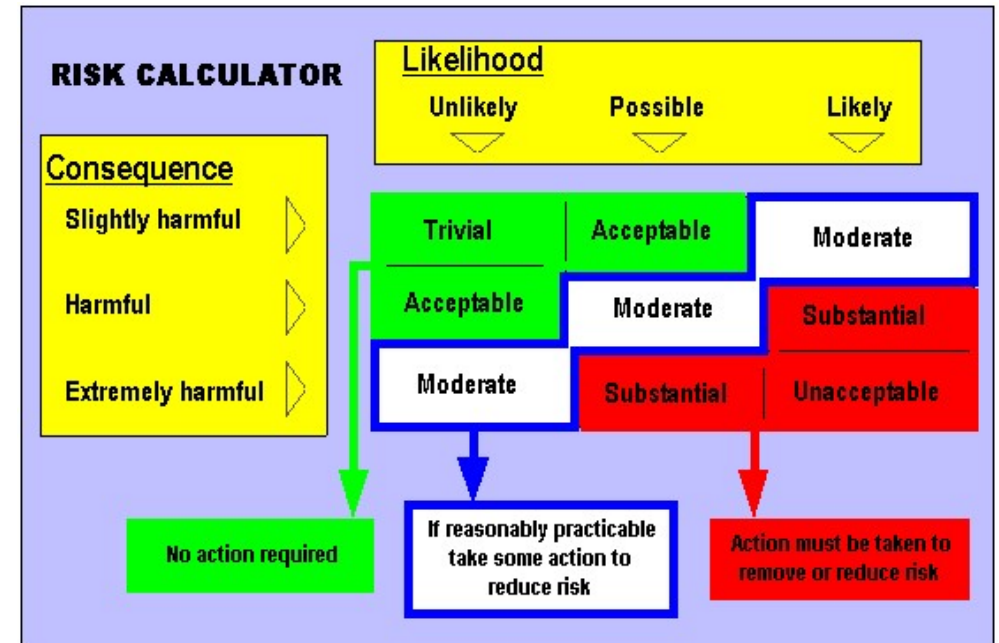 RISK CALCULATOR
Likelihood
Unlikely Possible Likely
Consequence
Slightly harmful
Trivial Acceptable Moderate
Harmful
Acceptable Moderate Substantial
Extremely harmful
Moderate Substantial Unacceptable
No action required
If reasonably practicable
take some action to
reduce risk
Action must be taken to
remove or reduce risk